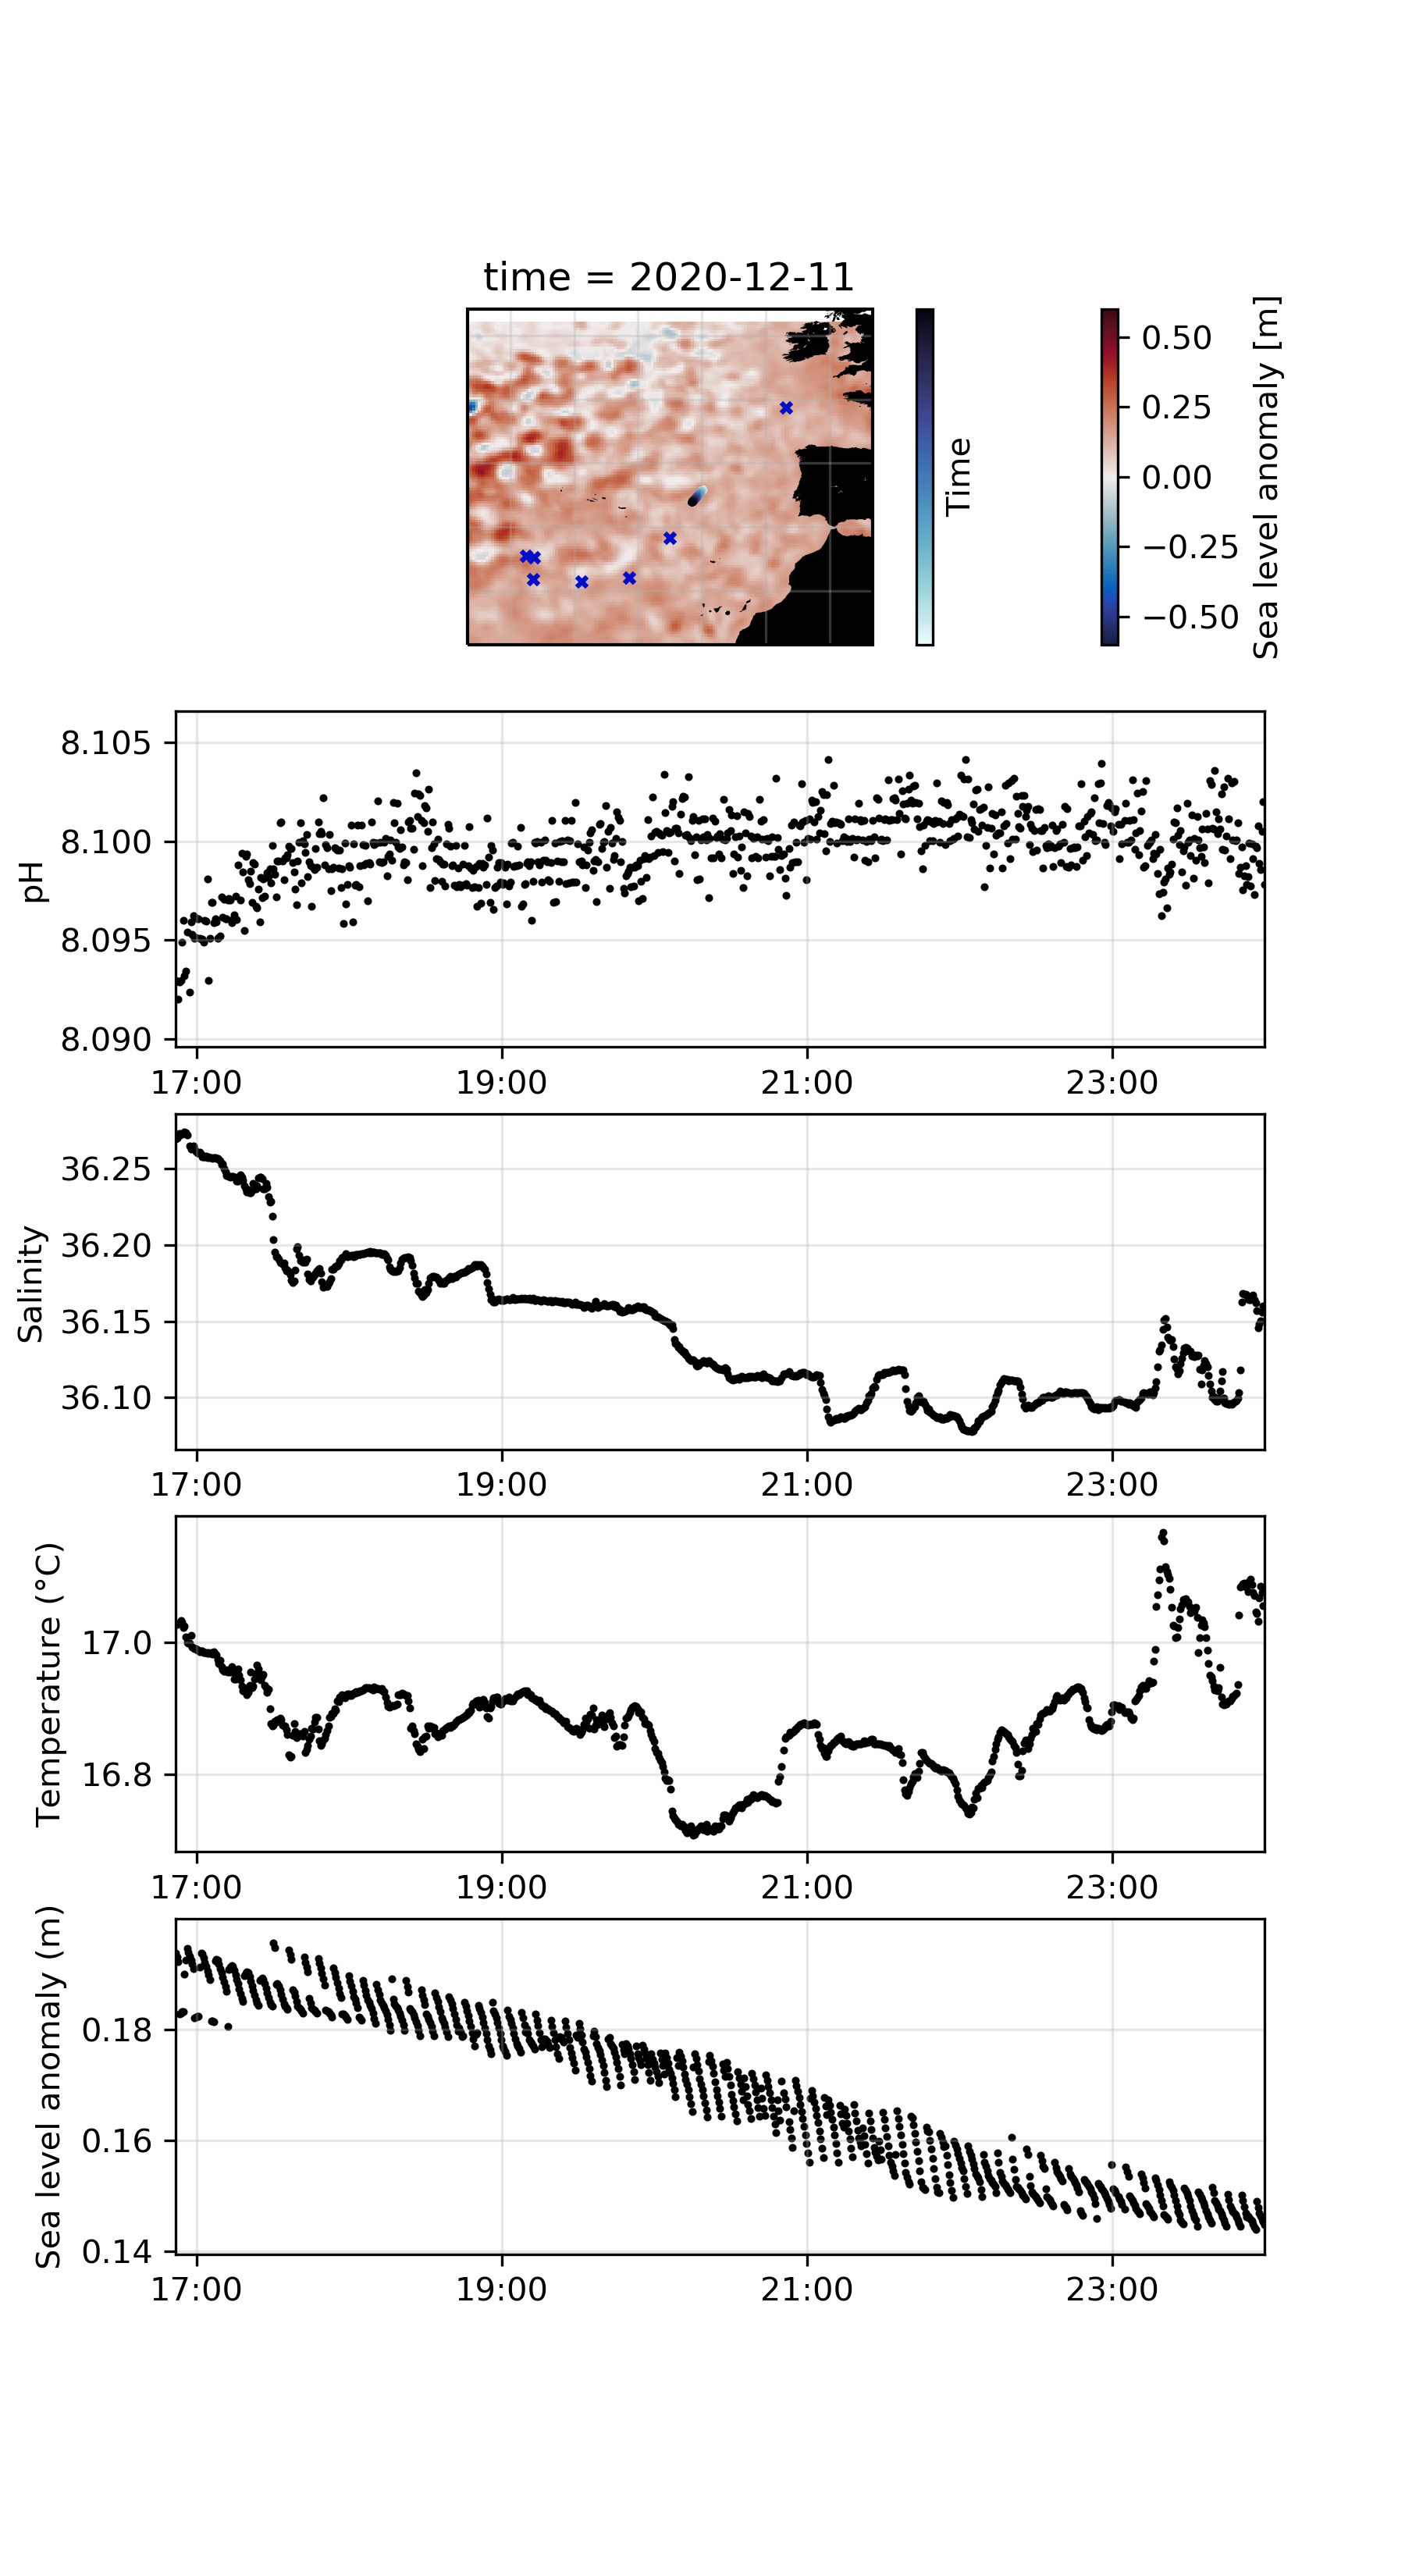 time = 2020-12-11
Time
0.50
0.25
0.00
−0.25
−0.50
Sea level anomaly [m]
pH
8.105
8.100
8.095
8.090
17:00 19:00 21:00 23:00
Salinity
36.25
36.20
36.15
36.10
17:00 19:00 21:00 23:00
Temperature (°C)
17.0
16.8
17:00 19:00 21:00 23:00
Sea level anomaly (m)
0.18
0.16
0.14
17:00 19:00 21:00 23:00